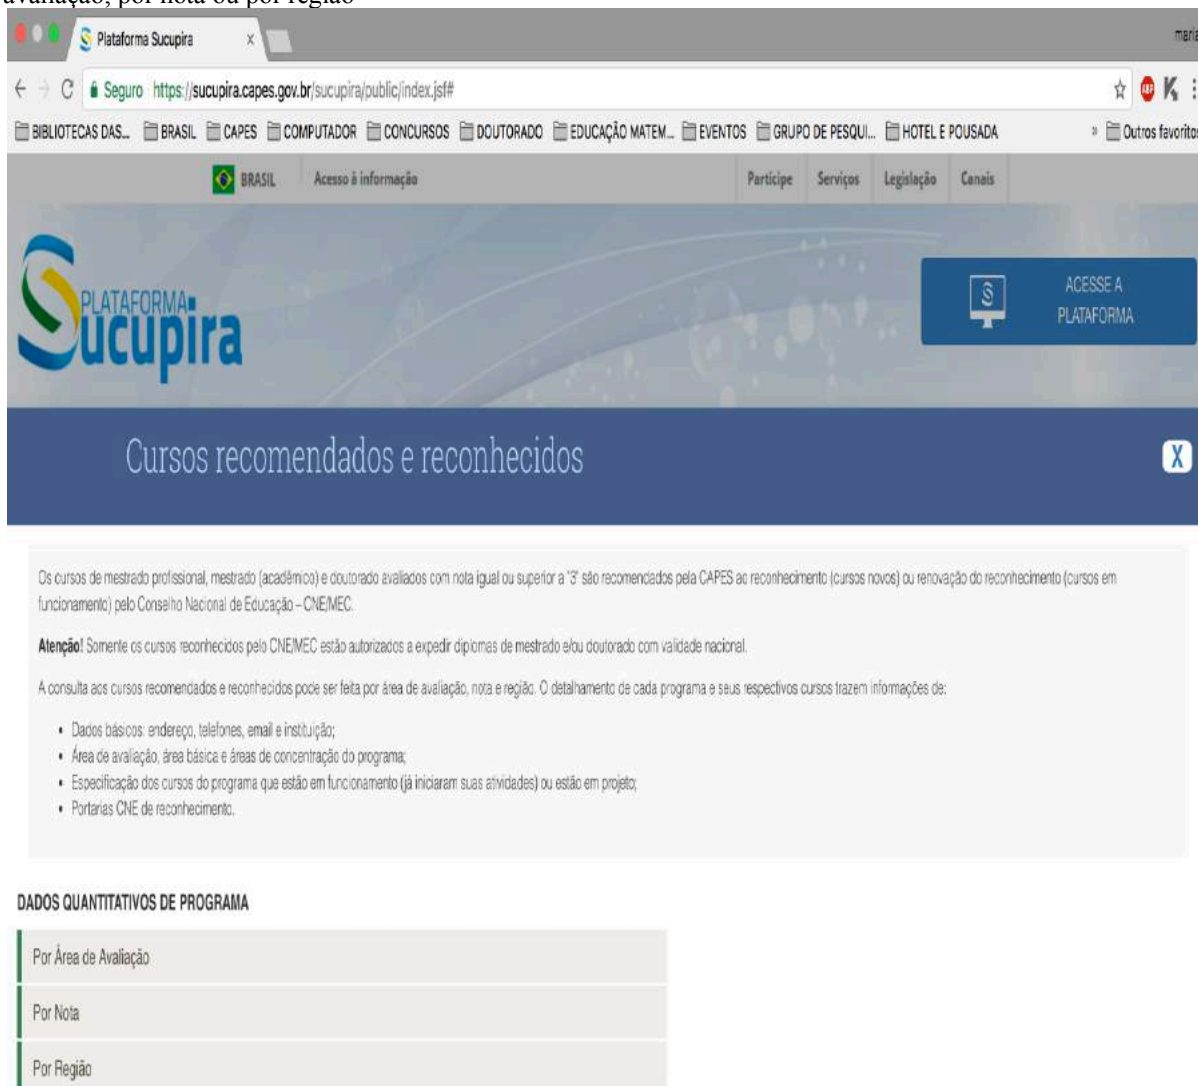 avaliação, por nota ou por região
Plataforma Sucupira
maria
Seguro https://sucupira.capes.gov.br/sucupira/public/index.jsf#
ABP K
BIBLIOTECAS DAS... BRASIL CAPES COMPUTADOR CONCURSOS DOUTORADO EDUCAÇÃO MATEM... EVENTOS GRUPO DE PESQUI... HOTEL E POUSADA » Outros favoritos
BRASIL Acesso à informação Participe Serviços Legislação Canais
PLATAFORMA
Sucupira
ACESSE A
PLATAFORMA
Cursos recomendados e reconhecidos
X
Os cursos de mestrado profissional, mestrado (acadêmico) e doutorado avaliados com nota igual ou superior a "3" são recomendados pela CAPES ao reconhecimento (cursos novos) ou renovação do reconhecimento (cursos em
funcionamento) pelo Conselho Nacional de Educação – CNE/MEC.
Atenção! Somente os cursos reconhecidos pelo CNE/MEC estão autorizados a expedir diplomas de mestrado e/ou doutorado com validade nacional.
A consulta aos cursos recomendados e reconhecidos pode ser feita por área de avaliação, nota e região. O detalhamento de cada programa e seus respectivos cursos trazem informações de:
• Dados básicos: endereço, telefones, email e instituição;
• Área de avaliação, área básica e áreas de concentração do programa;
• Especificação dos cursos do programa que estão em funcionamento (já iniciaram suas atividades) ou estão em projeto;
• Portarias CNE de reconhecimento.
DADOS QUANTITATIVOS DE PROGRAMA
Por Área de Avaliação
Por Nota
Por Região